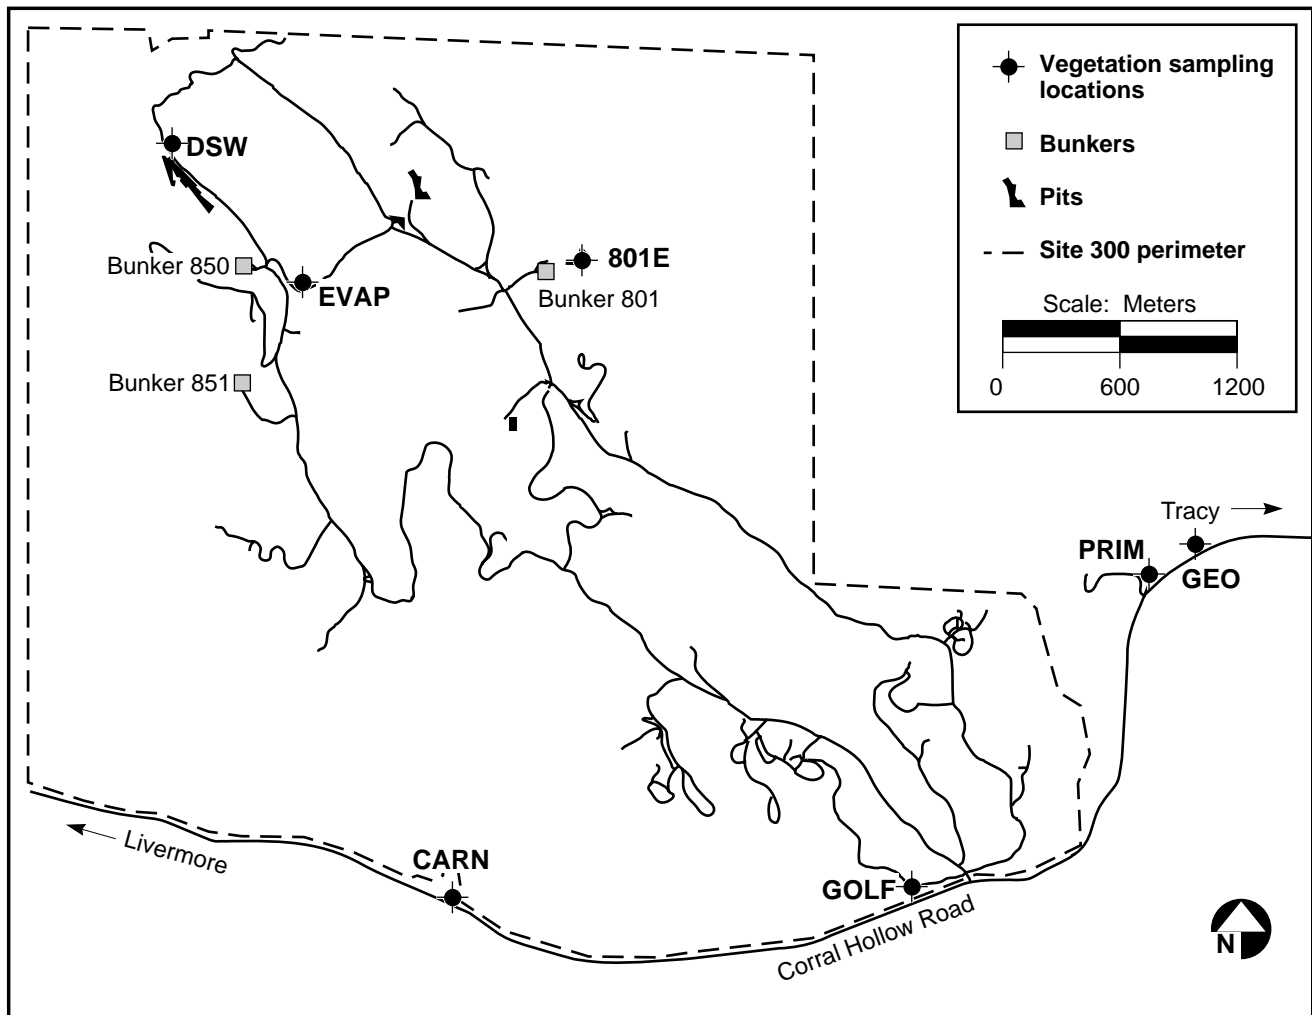 Vegetation sampling
locations
Bunkers
Pits
Site 300 perimeter
Scale: Meters
0 600 1200
DSW
Bunker 850
EVAP
801E
Bunker 801
Bunker 851
Tracy
PRIM
GEO
Livermore
CARN
GOLF
Corral Hollow Road
N